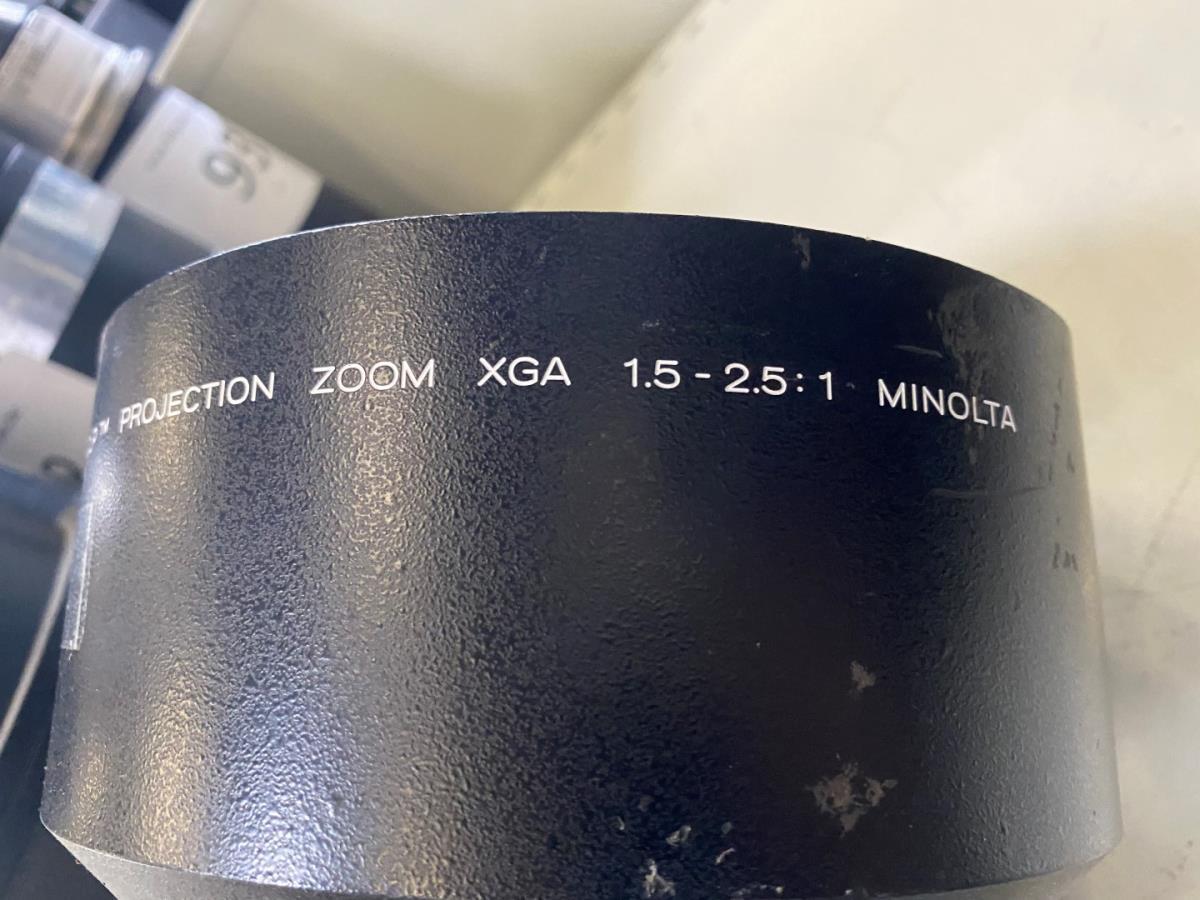 PROJECTION ZOOM XGA 1.5 - 2.5 : 1 MINOLTA